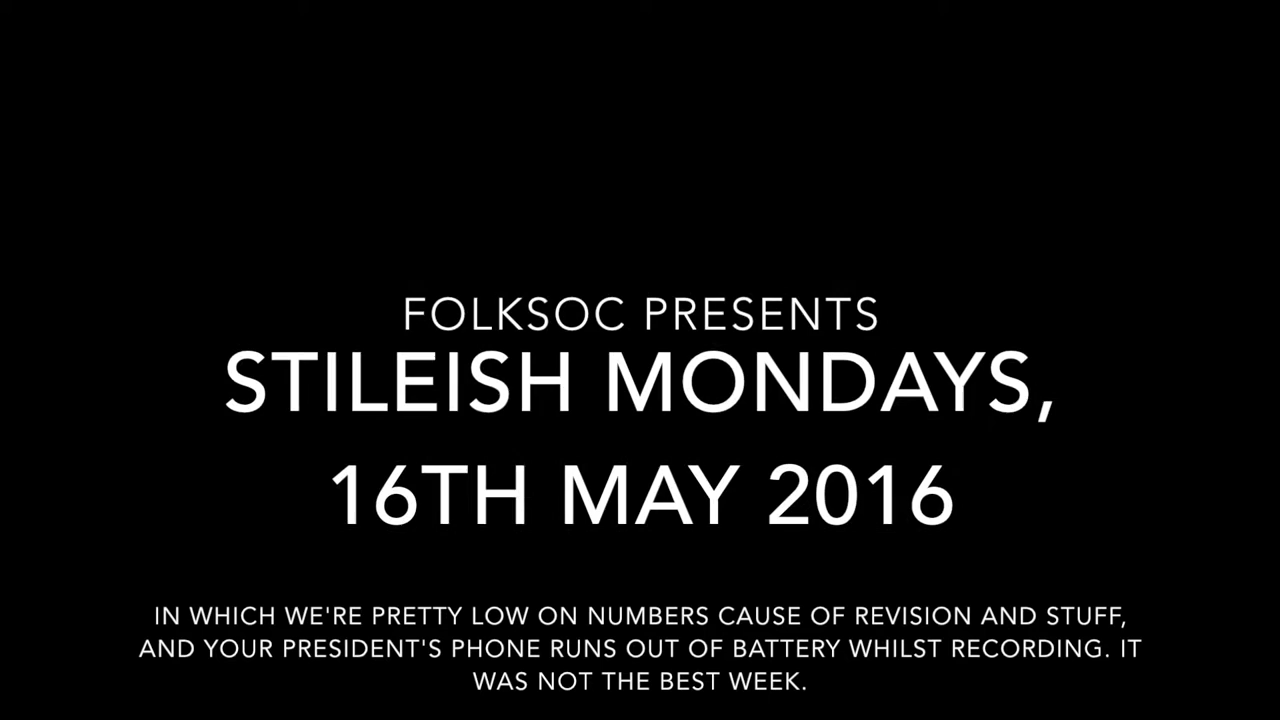 FOLKSOC PRESENTS
STILEISH MONDAYS,
16TH MAY 2016
IN WHICH WE'RE PRETTY LOW ON NUMBERS CAUSE OF REVISION AND STUFF,
AND YOUR PRESIDENT'S PHONE RUNS OUT OF BATTERY WHILST RECORDING. IT
WAS NOT THE BEST WEEK.